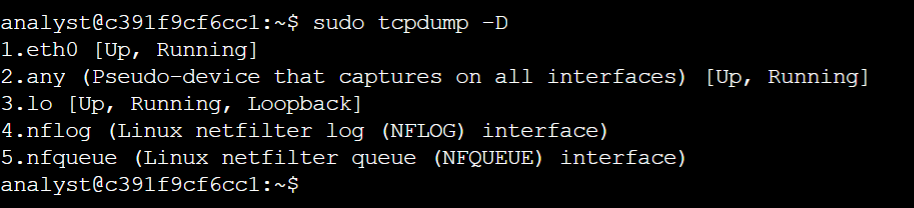 analyst@c391f9cf6cc1:~$ sudo tcpdump -D
1.eth0 [Up, Running]
2.any (Pseudo-device that captures on all interfaces) [Up, Running]
3.lo [Up, Running, Loopback]
4.nflog (Linux netfilter log (NFLOG) interface)
5.nfqueue (Linux netfilter queue (NFQUEUE) interface)
analyst@c391f9cf6cc1:~$